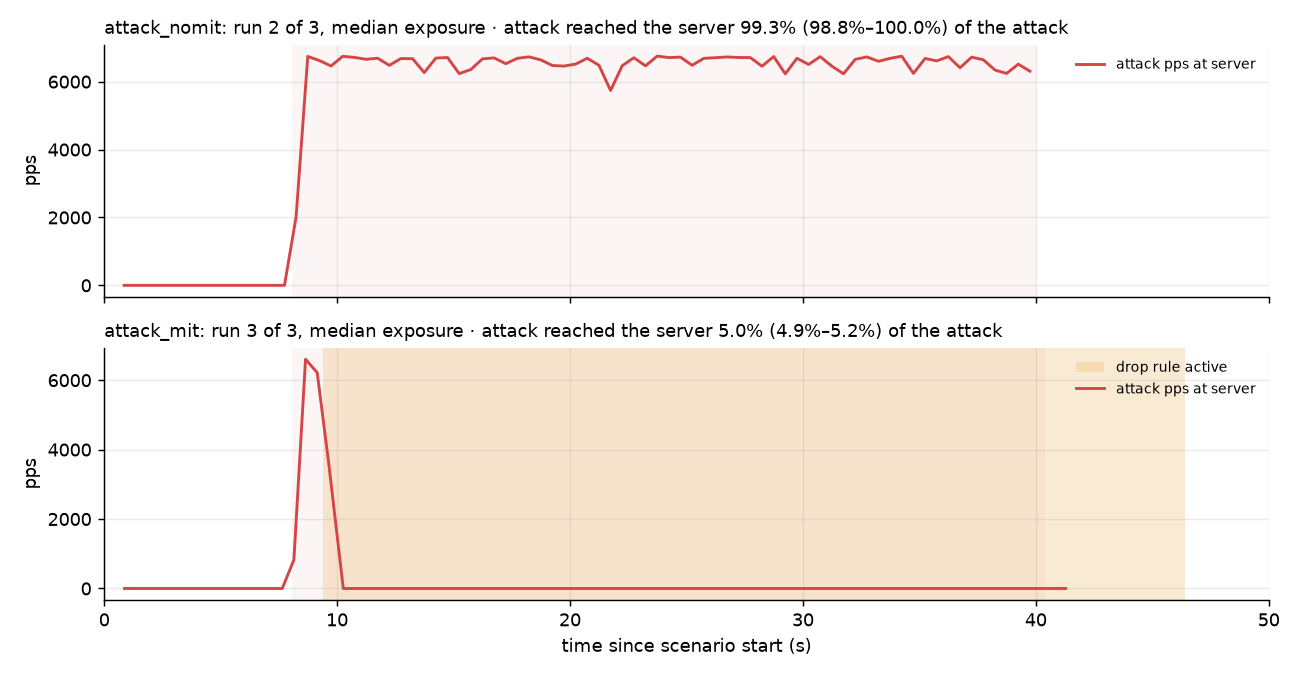 attack_nomit: run 2 of 3, median exposure · attack reached the server 99.3% (98.8%–100.0%) of the attack
attack pps at server
6000
4000
2000
0
pps
attack_mit: run 3 of 3, median exposure · attack reached the server 5.0% (4.9%–5.2%) of the attack
drop rule active
attack pps at server
6000
4000
2000
0
pps
0 10 20 30 40 50
time since scenario start (s)